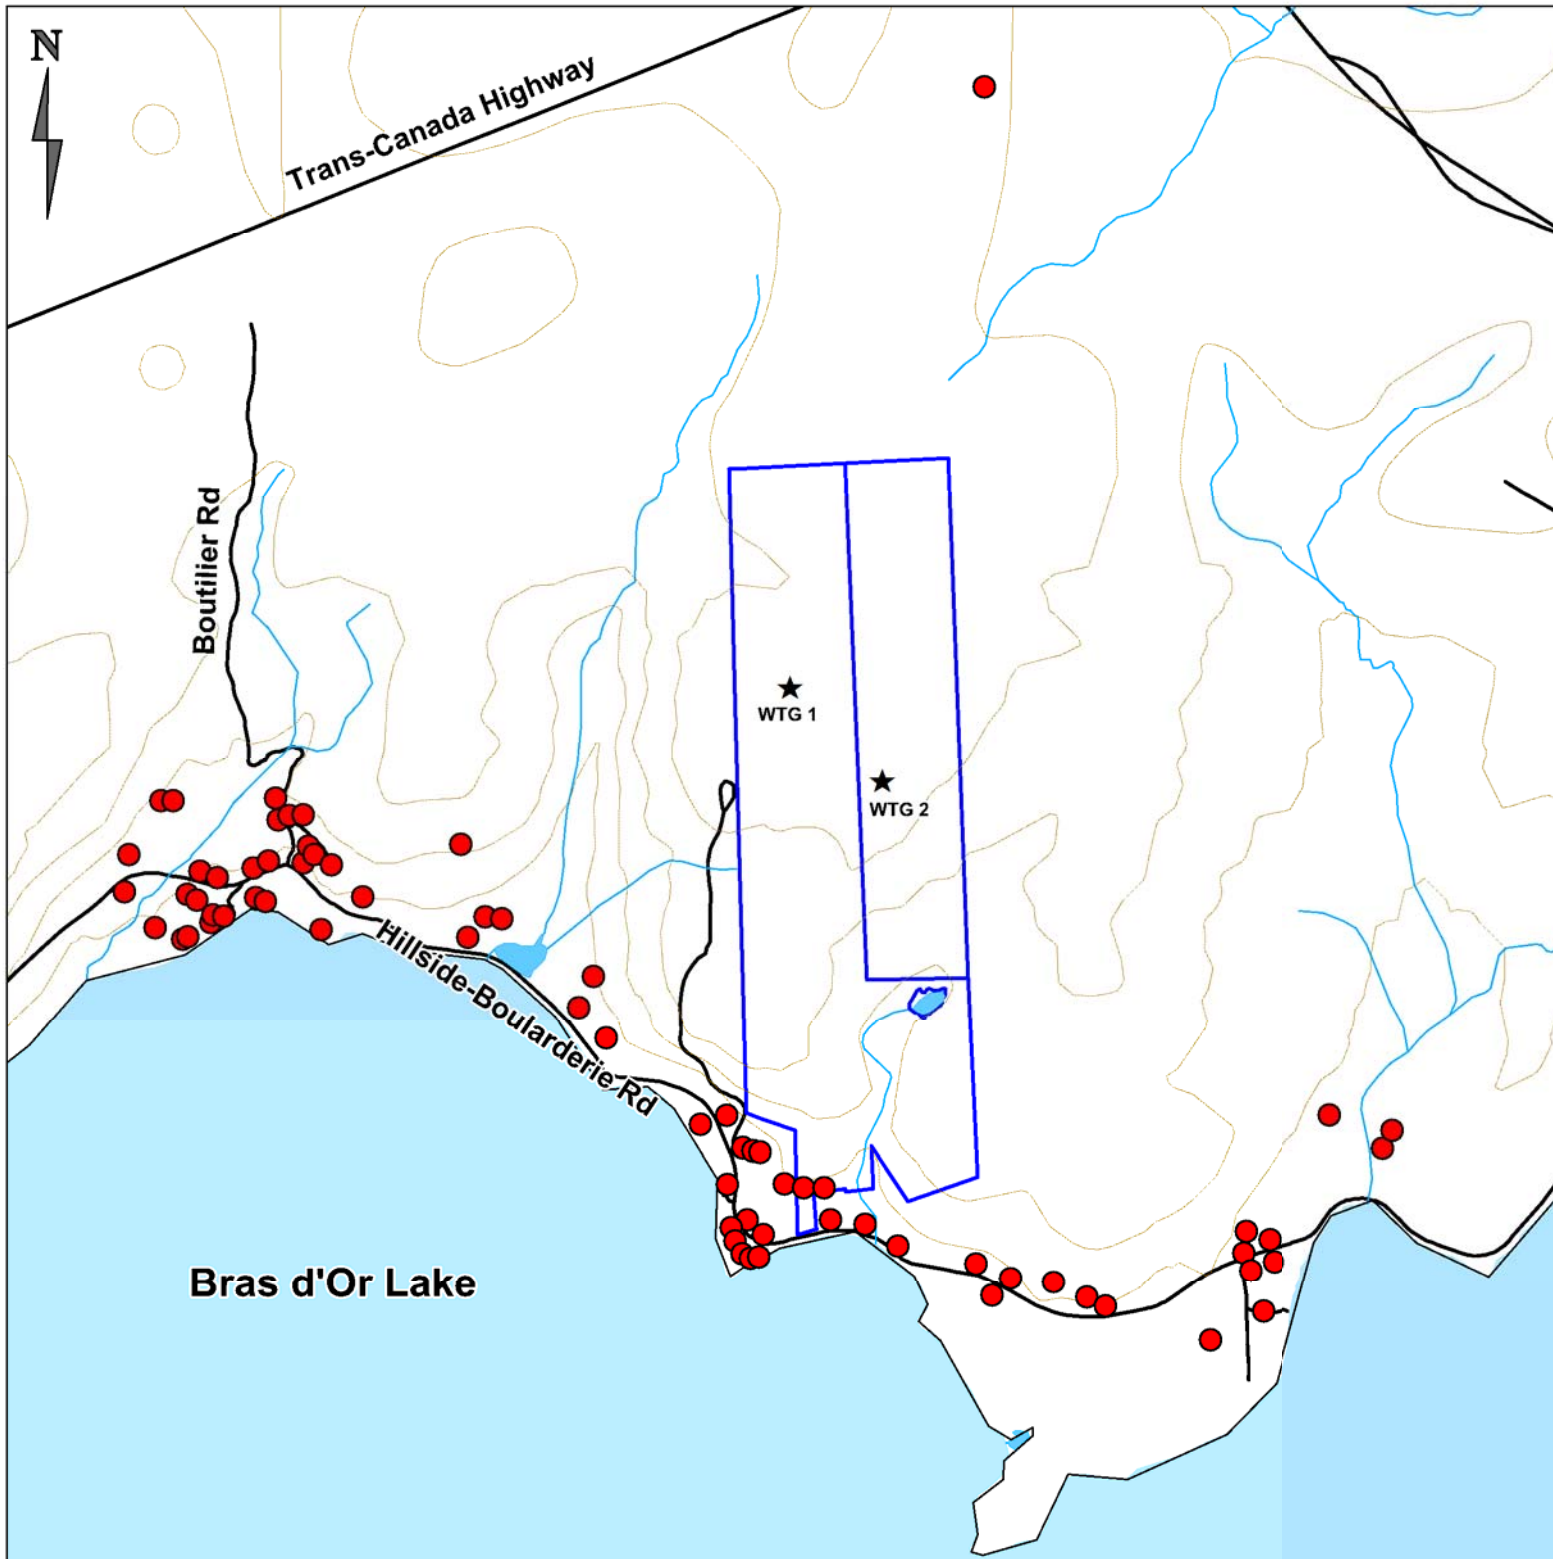 N
Trans-Canada Highway
Boutilier Rd
WTG 1
WTG 2
Hillside-Boularderie Rd
Bras d'Or Lake